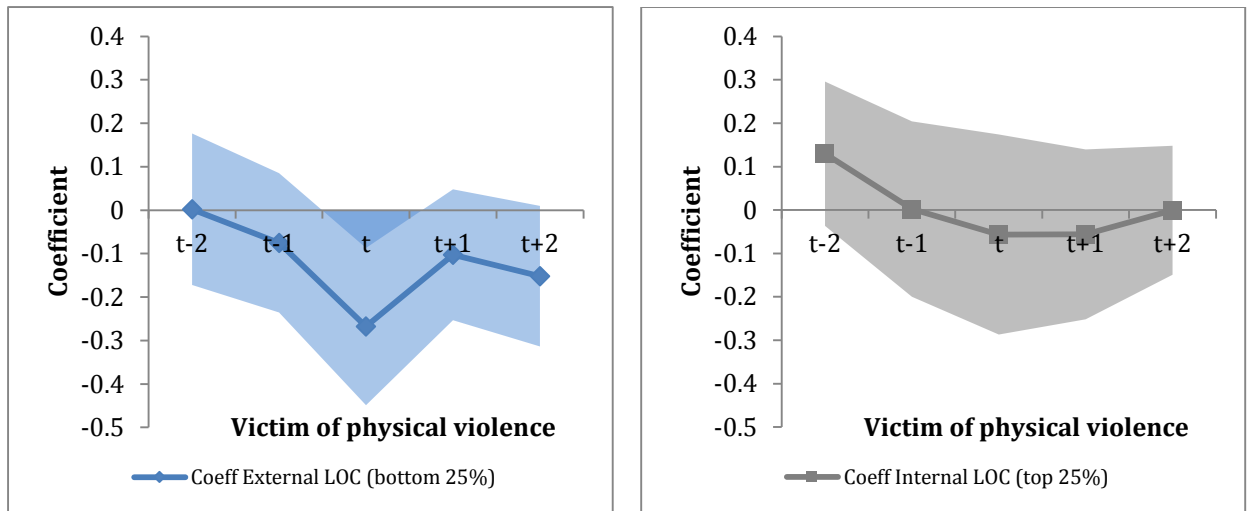 0.4
0.3
0.2
0.1
0
-0.1
-0.2
-0.3
-0.4
-0.5
Coefficient
t-2 t-1 t t+1 t+2
Victim of physical violence
Coeff External LOC (bottom 25%)
0.4
0.3
0.2
0.1
0
-0.1
-0.2
-0.3
-0.4
-0.5
Coefficient
t-2 t-1 t t+1 t+2
Victim of physical violence
Coeff Internal LOC (top 25%)